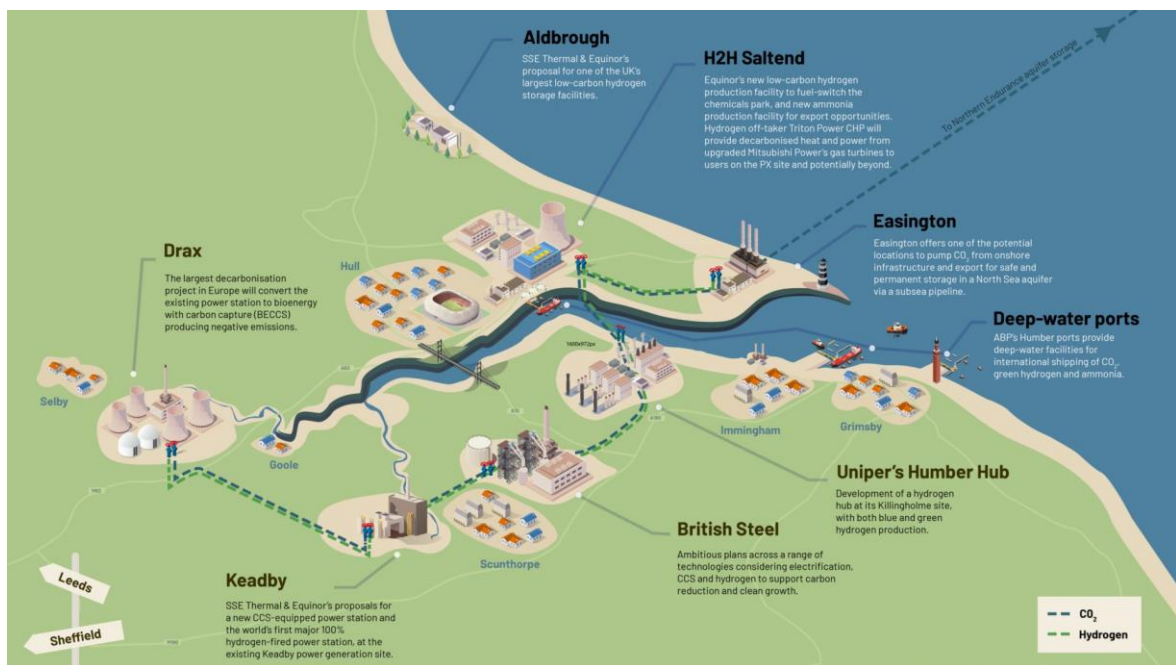 Aldbrough
SSE Thermal & Equinor's
proposal for one of the UK's
largest low-carbon hydrogen
storage facilities.
H2H Saltend
Equinor's new low-carbon hydrogen
production facility to fuel-switch the
chemicals park, and new ammonia
production facility for export opportunities.
Hydrogen off-taker Triton Power CHP will
provide decarbonised heat and power from
upgraded Mitsubishi Power's gas turbines to
users on the PX site and potentially beyond.
To Northern Endurance aquifer storage
Easington
Easington offers one of the potential
locations to pump CO₂ from onshore
infrastructure and export for safe and
permanent storage in a North Sea aquifer
via a subsea pipeline.
Drax
The largest decarbonisation
project in Europe will convert the
existing power station to bioenergy
with carbon capture (BECCS)
producing negative emissions.
Hull
Deep-water ports
ABP's Humber ports provide
deep-water facilities for
international shipping of CO₂,
green hydrogen and ammonia.
1600x972px
Selby
Goole
Immingham
Grimsby
Uniper's Humber Hub
Development of a hydrogen
hub at its Killingholme site,
with both blue and green
hydrogen production.
British Steel
Ambitious plans across a range of
technologies considering electrification,
CCS and hydrogen to support carbon
reduction and clean growth.
Scunthorpe
Keadby
SSE Thermal & Equinor's proposals for
a new CCS-equipped power station and
the world's first major 100%
hydrogen-fired power station, at the
existing Keadby power generation site.
Leeds
Sheffield
CO₂
Hydrogen